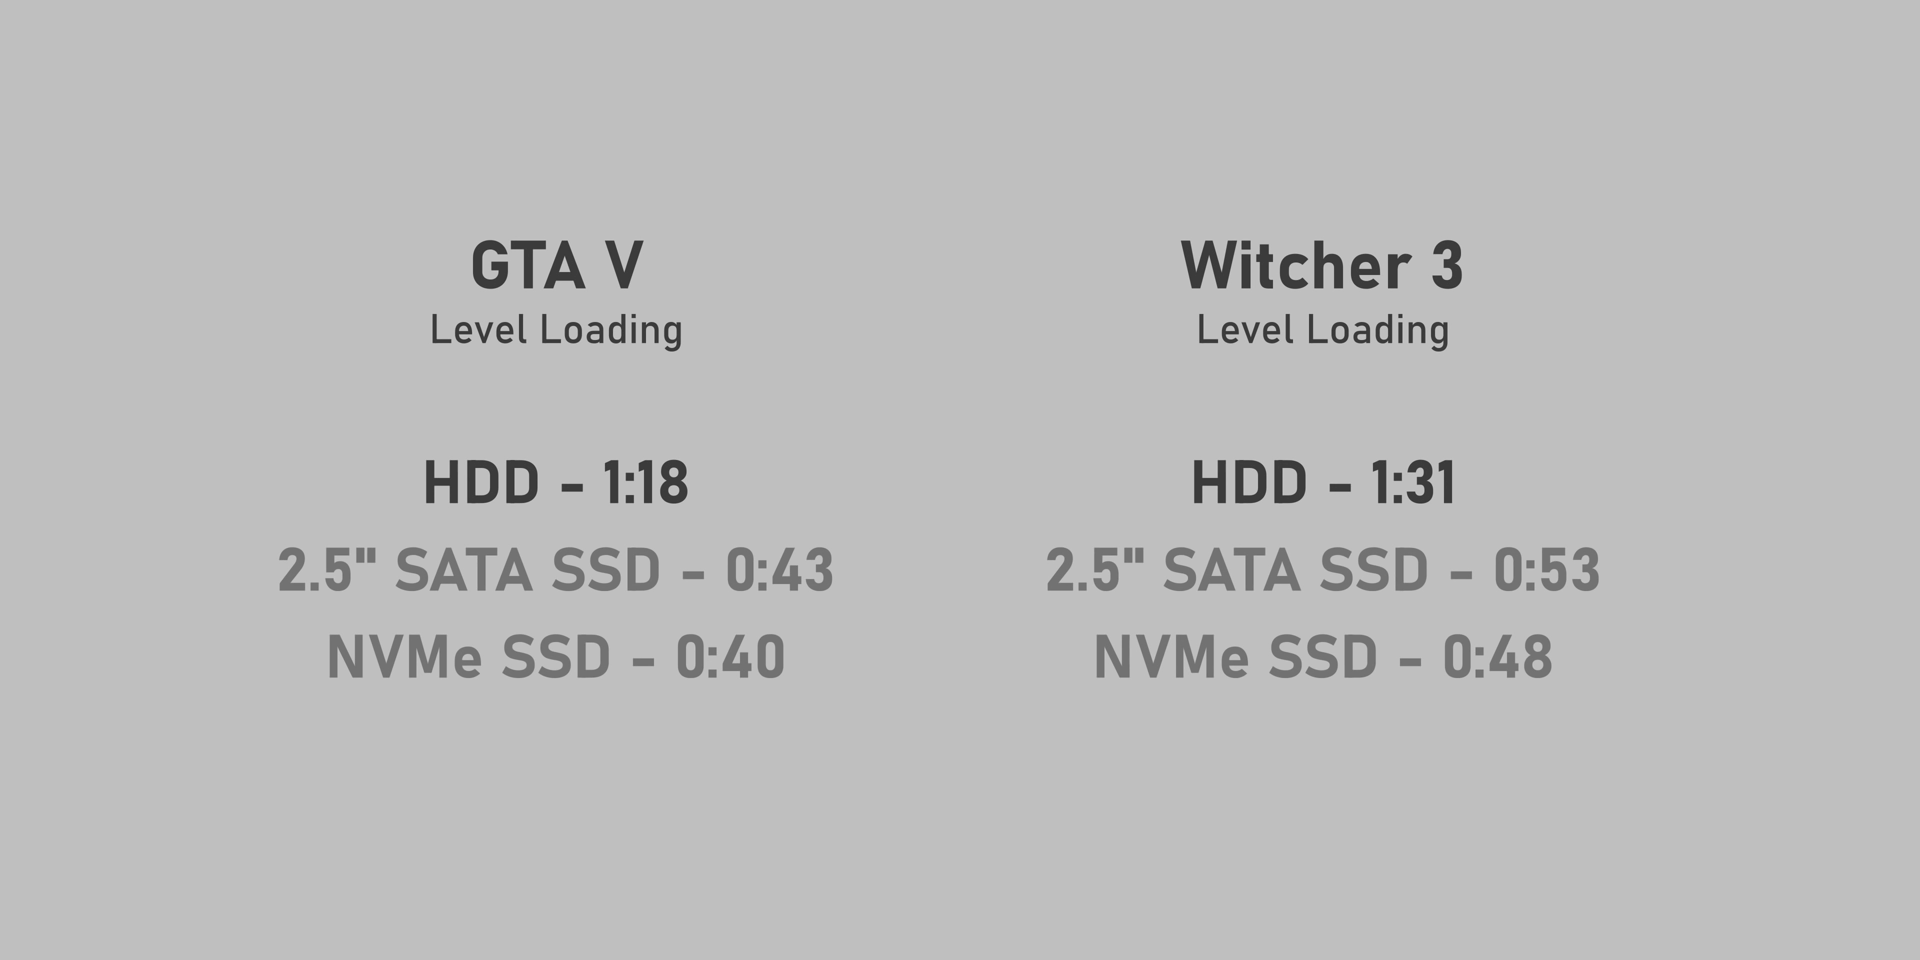 GTA V
Level Loading
HDD - 1:18
2.5" SATA SSD - 0:43
NVMe SSD - 0:40
Witcher 3
Level Loading
HDD - 1:31
2.5" SATA SSD - 0:53
NVMe SSD - 0:48